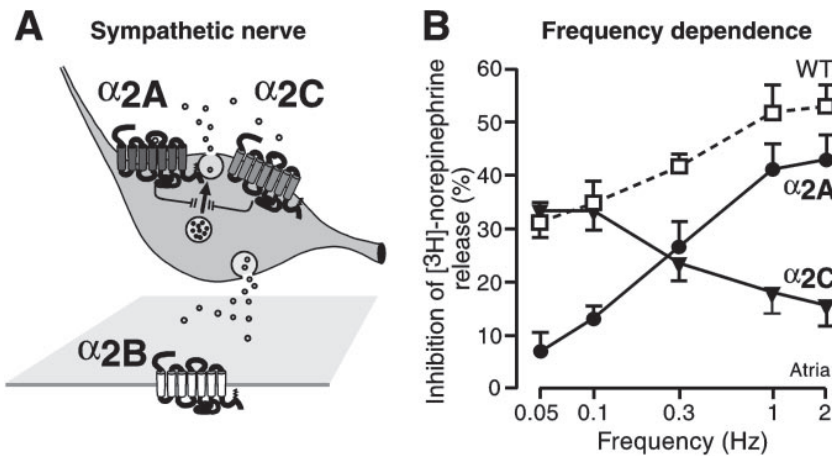 A Sympathetic nerve
α2A
α2C
α2B
B Frequency dependence
Inhibition of [3H]-norepinephrine
release (%)
60
50
40
30
20
10
0
WT
α2A
α2C
Atria
0.05 0.1 0.3 1 2
Frequency (Hz)